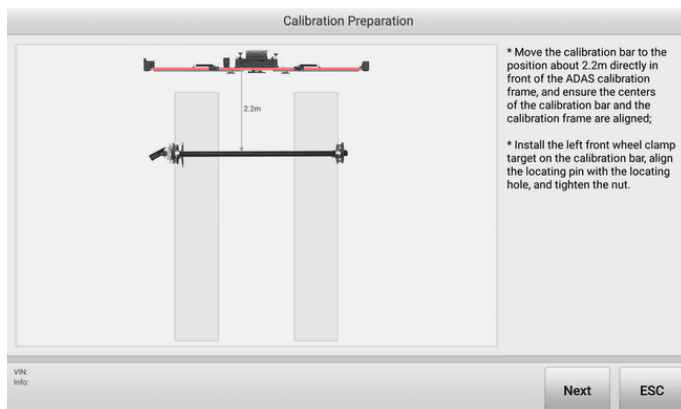 Calibration Preparation
* Move the calibration bar to the
position about 2.2m directly in
front of the ADAS calibration
frame, and ensure the centers
of the calibration bar and the
calibration frame are aligned;
* Install the left front wheel clamp
target on the calibration bar, align
the locating pin with the locating
hole, and tighten the nut.
2.2m
VIN:
Info:
Next
ESC